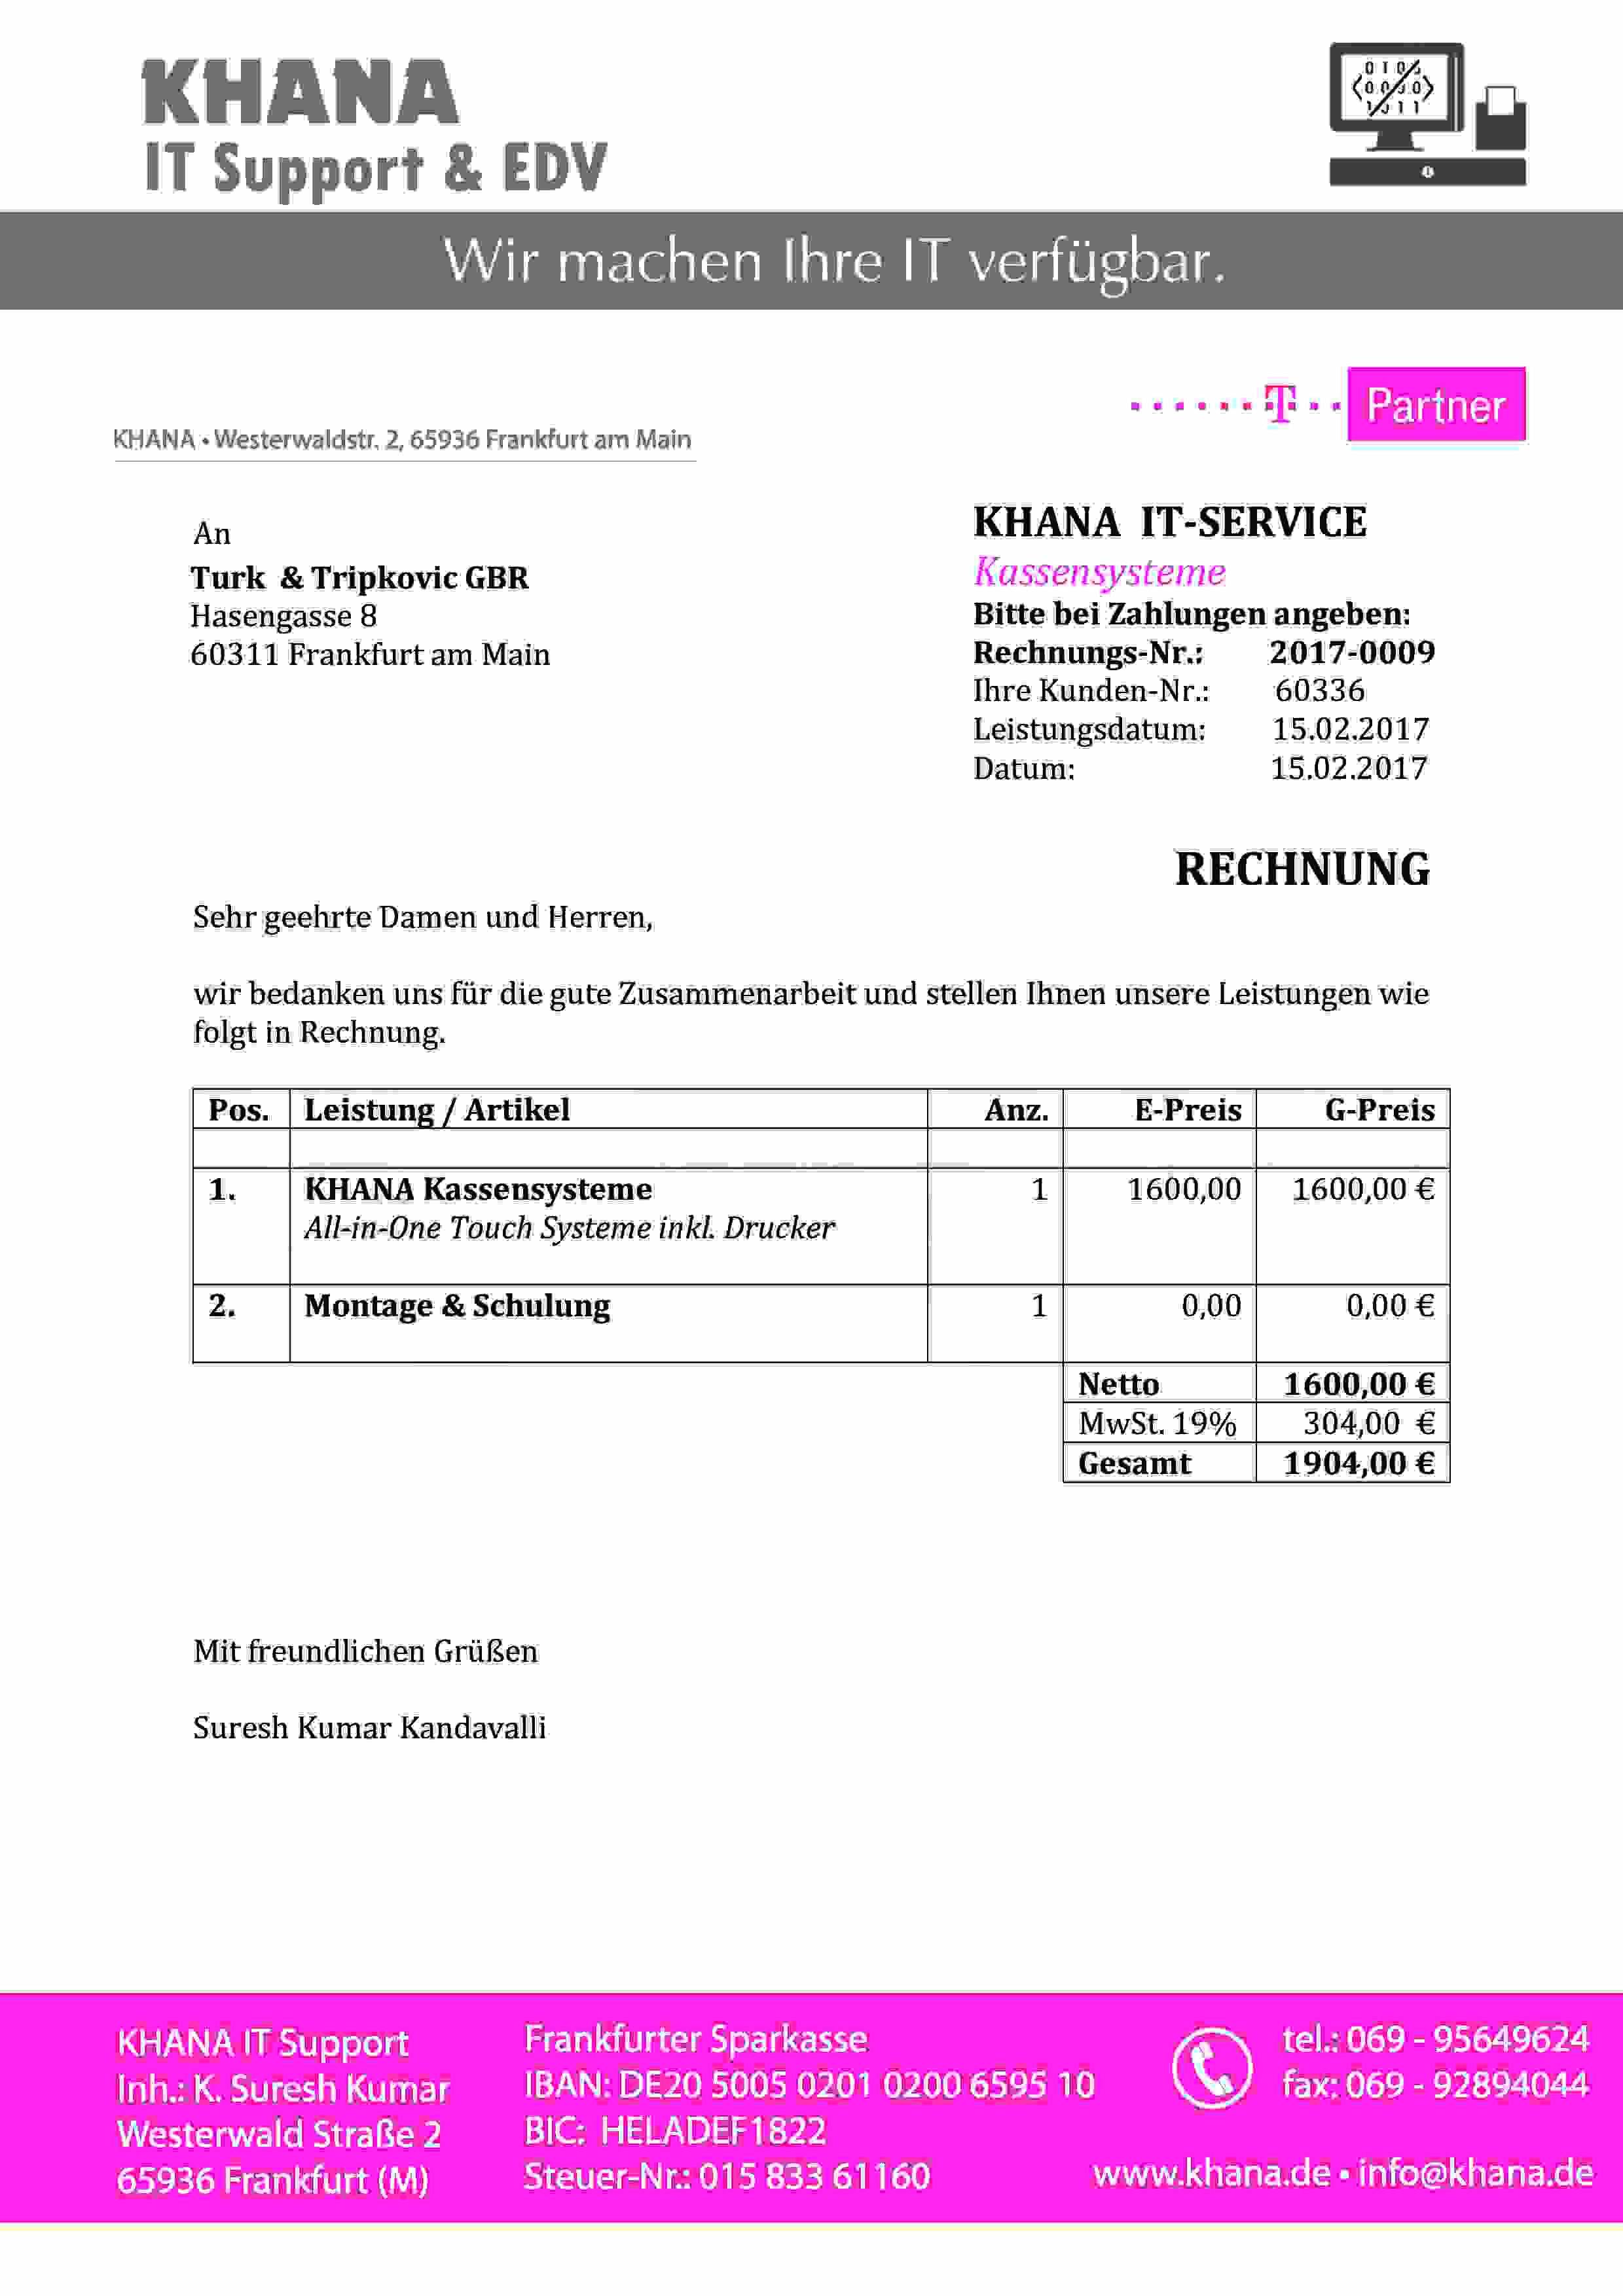 KHANA
IT Support & EDV
Wir machen Ihre IT verfügbar.
T Partner
KHANA • Westerwaldstr. 2, 65936 Frankfurt am Main
An
Turk & Tripkovic GBR
Hasengasse 8
60311 Frankfurt am Main
KHANA IT-SERVICE
Kassensysteme
Bitte bei Zahlungen angeben:
Rechnungs-Nr.: 2017-0009
Ihre Kunden-Nr.: 60336
Leistungsdatum: 15.02.2017
Datum: 15.02.2017
RECHNUNG
Sehr geehrte Damen und Herren,
wir bedanken uns für die gute Zusammenarbeit und stellen Ihnen unsere Leistungen wie
folgt in Rechnung.
Pos. Leistung / Artikel Anz. E-Preis G-Preis
1. KHANA Kassensysteme 1 1600,00 1600,00 €
All-in-One Touch Systeme inkl. Drucker
2. Montage & Schulung 1 0,00 0,00 €
Netto 1600,00 €
MwSt. 19% 304,00 €
Gesamt 1904,00 €
Mit freundlichen Grüßen
Suresh Kumar Kandavalli
KHANA IT Support
Inh.: K. Suresh Kumar
Westerwald Straße 2
65936 Frankfurt (M)
Frankfurter Sparkasse
IBAN: DE20 5005 0201 0200 6595 10
BIC: HELADEF1822
Steuer-Nr.: 015 833 61160
tel.: 069 - 95649624
fax: 069 - 92894044
www.khana.de • info@khana.de